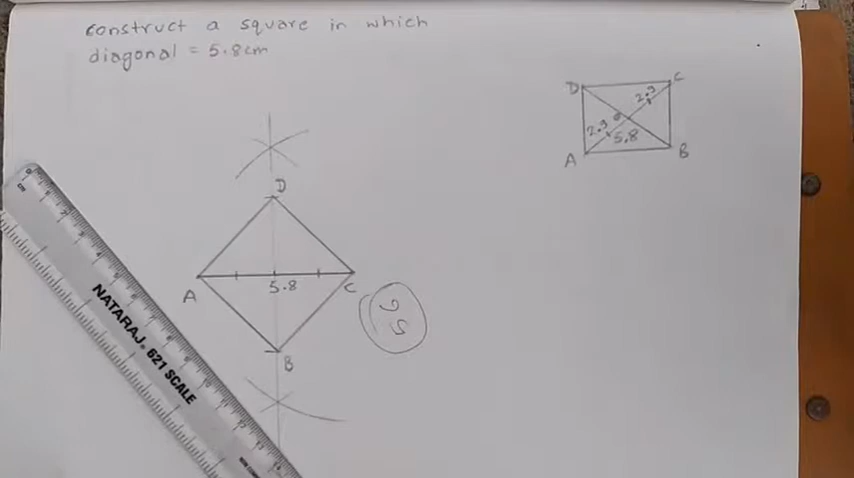 construct a square in which
diagonal = 5.8cm
D
C
2.9
2.9
O
5.8
A
B
D
A
5.8
C
B
NATARAJ 621 SCALE